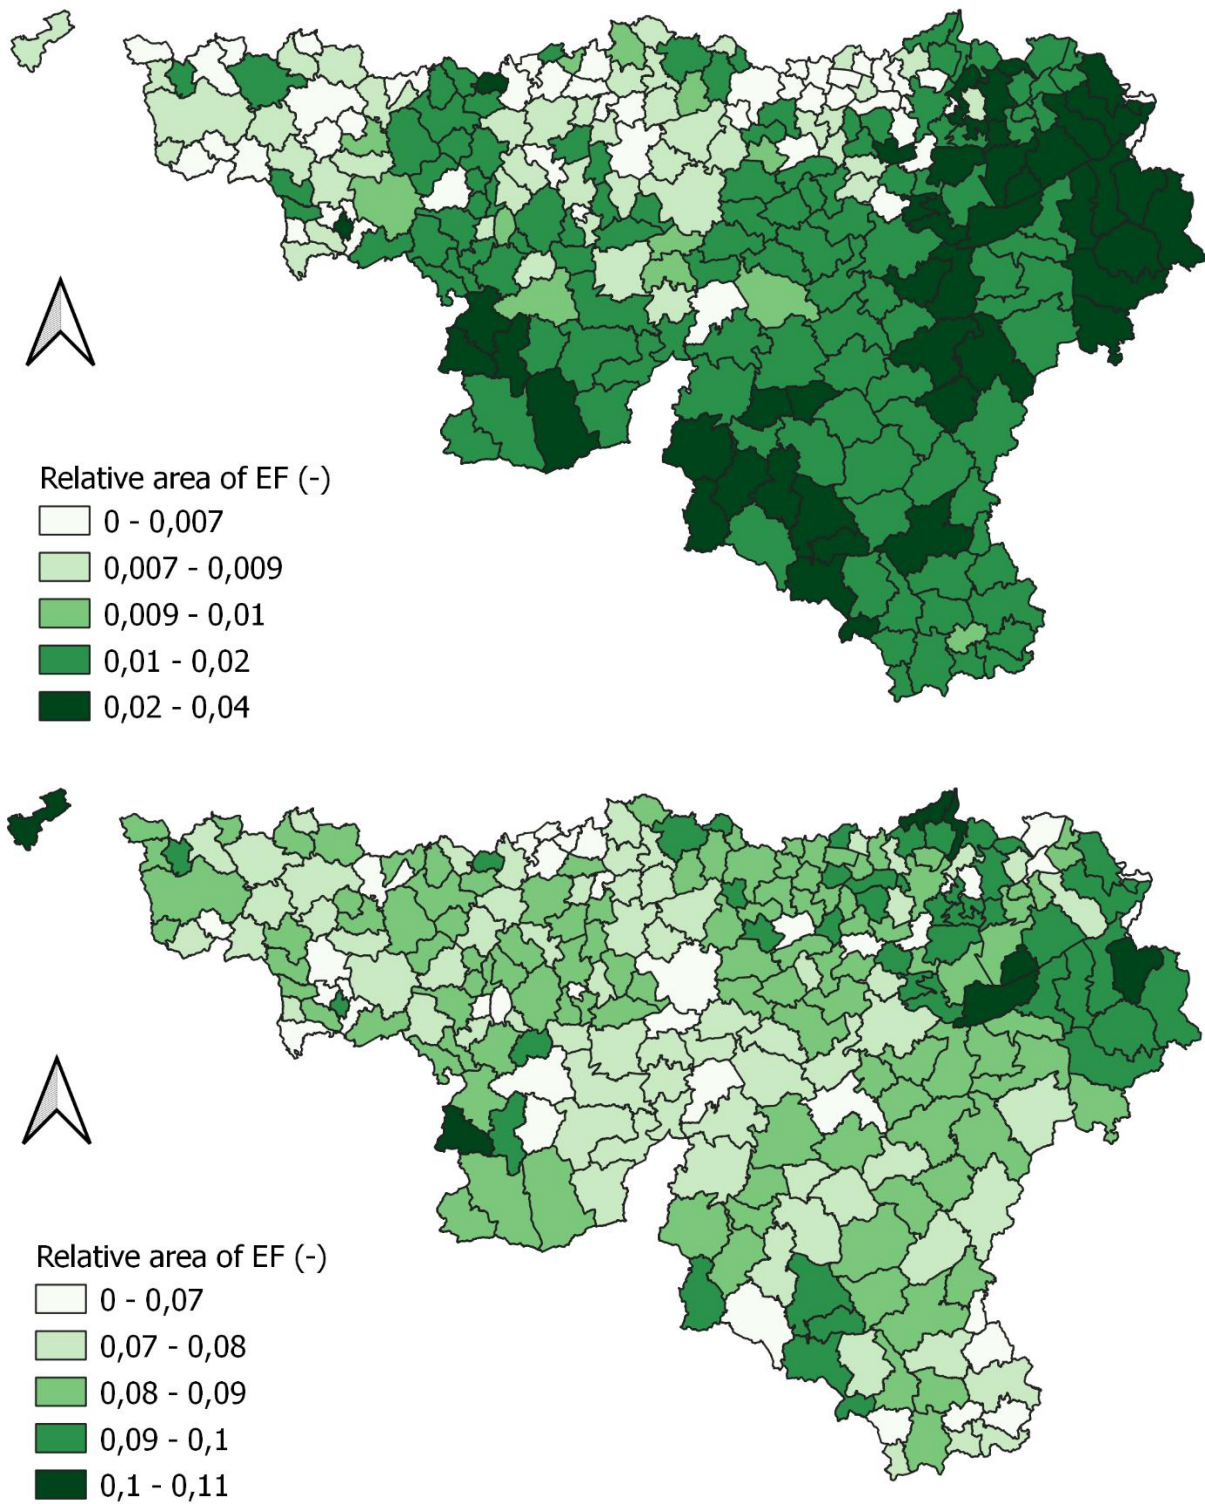 Relative area of EF (-)
0 - 0,007
0,007 - 0,009
0,009 - 0,01
0,01 - 0,02
0,02 - 0,04
Relative area of EF (-)
0 - 0,07
0,07 - 0,08
0,08 - 0,09
0,09 - 0,1
0,1 - 0,11